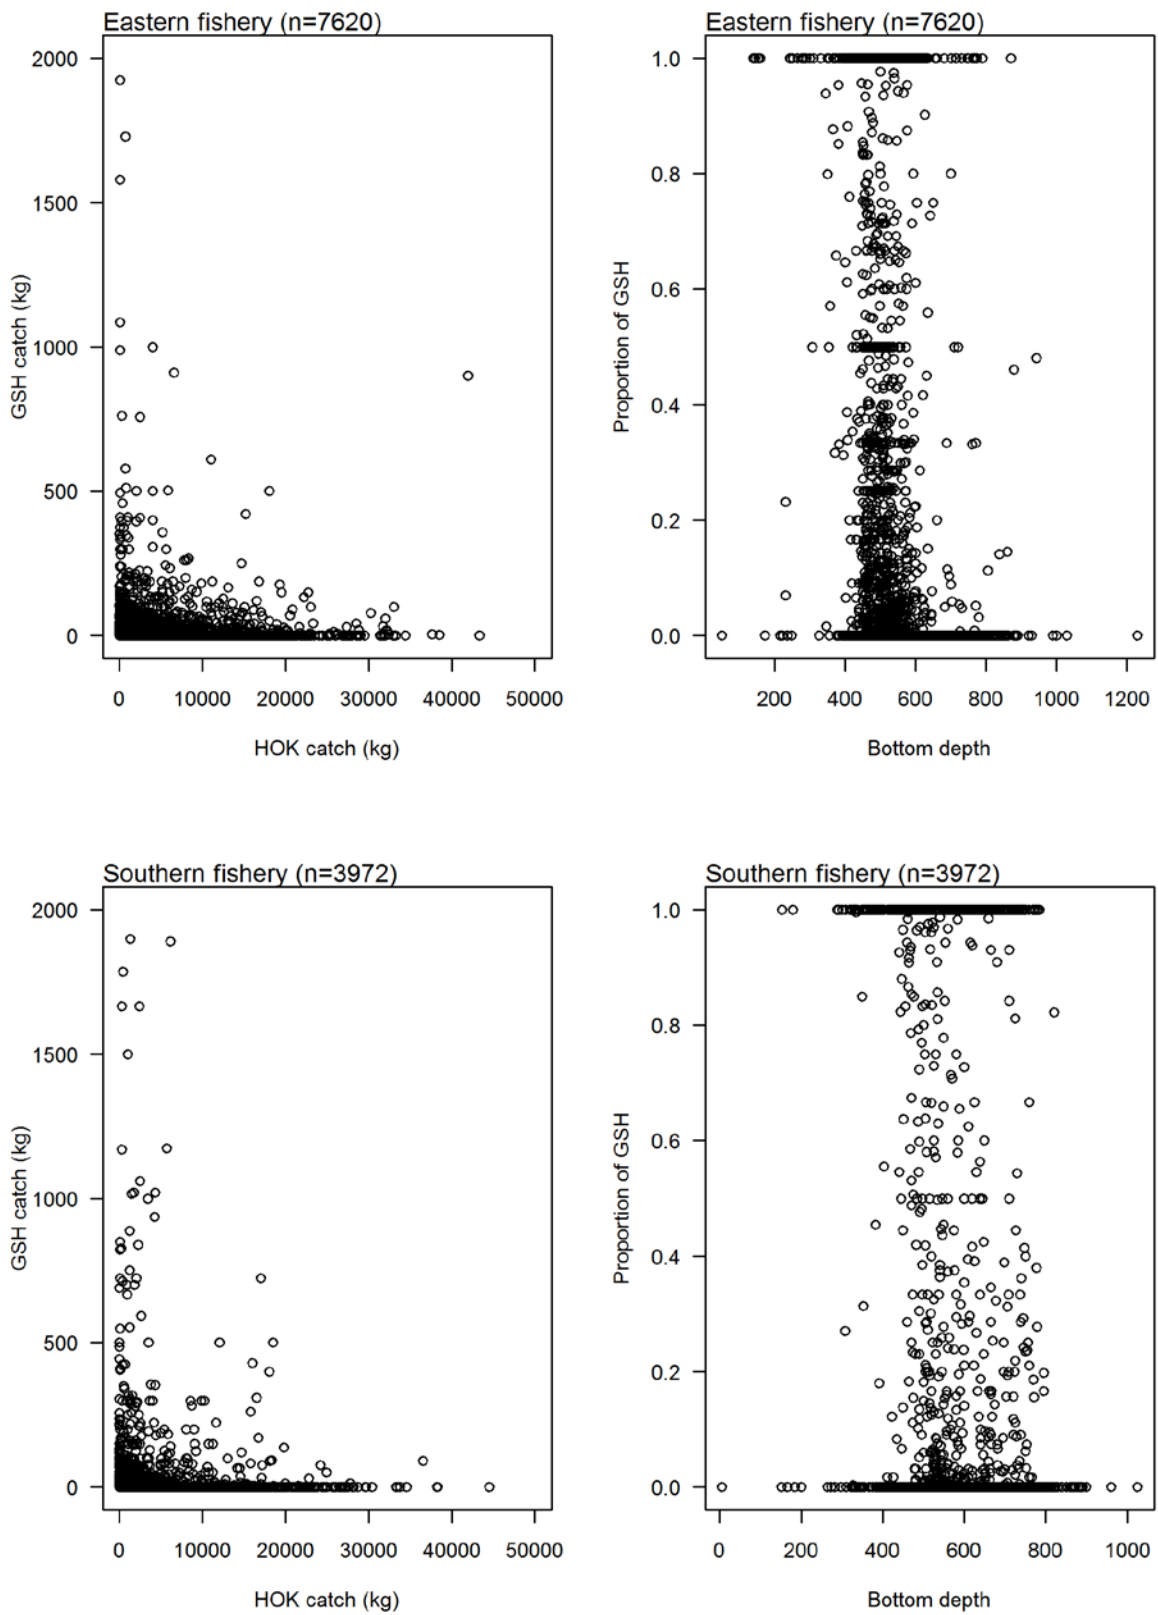 Eastern fishery (n=7620)
2000
1500
1000
500
0
GSH catch (kg)
0 10000 20000 30000 40000 50000
HOK catch (kg)
1.0
0.8
0.6
0.4
0.2
0.0
Proportion of GSH
200 400 600 800 1000 1200
Bottom depth
Southern fishery (n=3972)
2000
1500
1000
500
0
GSH catch (kg)
0 10000 20000 30000 40000 50000
HOK catch (kg)
Southern fishery (n=3972)
1.0
0.8
0.6
0.4
0.2
0.0
Proportion of GSH
0 200 400 600 800 1000
Bottom depth